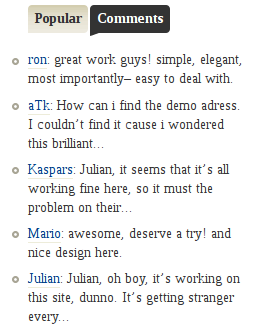 Popular Comments
ron: great work guys! simple, elegant,
most importantly– easy to deal with.
aTk: How can i find the demo adress.
I couldn't find it cause i wondered
this brilliant...
Kaspars: Julian, it seems that it's all
working fine here, so it must the
problem on their...
Mario: awesome, deserve a try! and
nice design here.
Julian: Julian, oh boy, it's working on
this site, dunno. It's getting stranger
every...